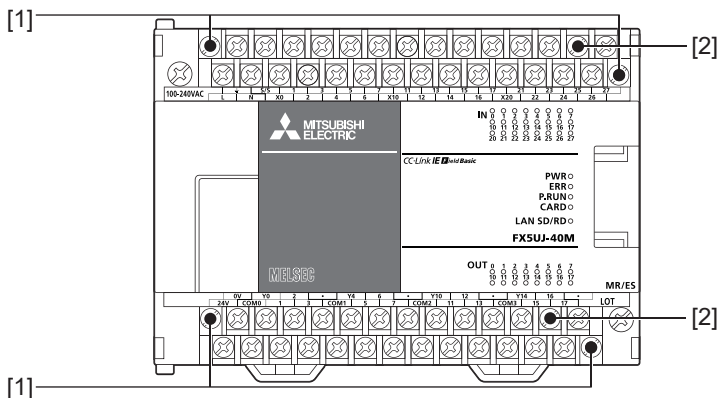 [1]
[2]
⏚ S/S 1 3 5 7 11 13 15 17 21 23 25 27
100-240VAC L N X0 2 4 6 X10 12 14 16 X20 22 24 26
MITSUBISHI
ELECTRIC
IN 0 1 2 3 4 5 6 7
10 11 12 13 14 15 16 17
20 21 22 23 24 25 26 27
CC-Link IE Field Basic
PWR
ERR
P.RUN
CARD
LAN SD/RD
FX5UJ-40M
OUT 0 1 2 3 4 5 6 7
10 11 12 13 14 15 16 17
MELSEC
MR/ES
0V Y0 2 • Y4 6 • Y10 12 • Y14 16 •
24V COM0 1 3 COM1 5 7 COM2 11 13 COM3 15 17
LOT
[2]
[1]